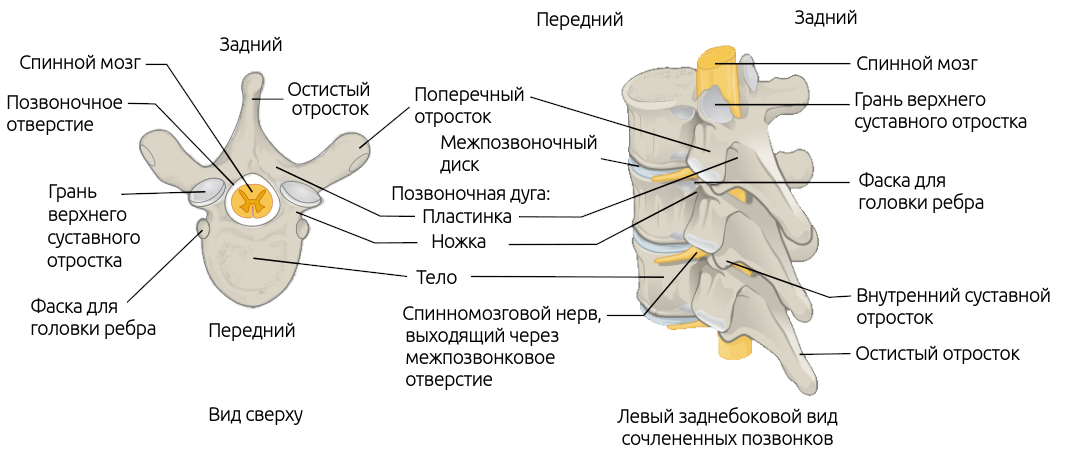 Задний
Спинной мозг
Позвоночное
отверстие
Остистый
отросток
Грань
верхнего
суставного
отростка
Фаска для
головки ребра
Передний
Вид сверху
Поперечный
отросток
Межпозвоночный
диск
Позвоночная дуга:
Пластинка
Ножка
Тело
Спинномозговой нерв,
выходящий через
межпозвонковое
отверстие
Передний
Задний
Спинной мозг
Грань верхнего
суставного отростка
Фаска для
головки ребра
Внутренний суставной
отросток
Остистый отросток
Левый заднебоковой вид
сочлененных позвонков